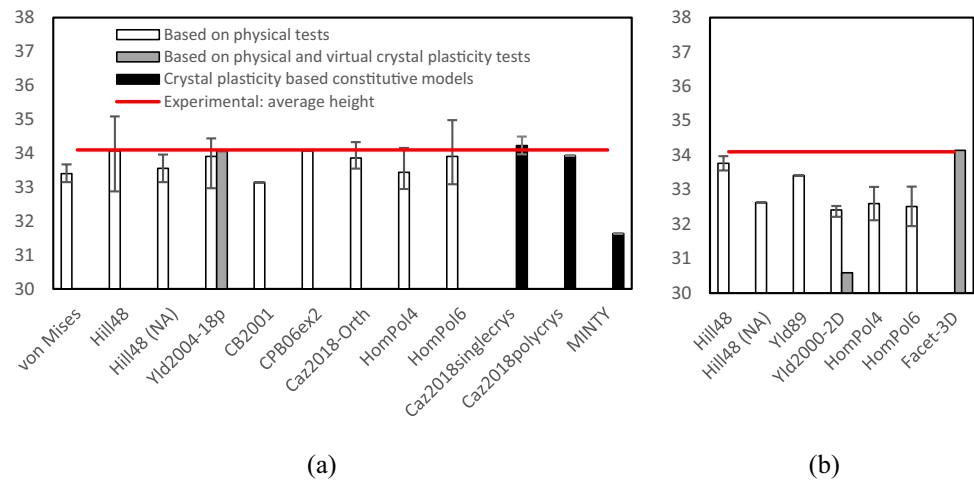 38
37
36
35
34
33
32
31
30
Based on physical tests
Based on physical and virtual crystal plasticity tests
Crystal plasticity based constitutive models
Experimental: average height
von Mises
Hill48
Hill48 (NA)
Yld2004-18p
CB2001
CPB06ex2
Caz2018-Orth
HomPol4
HomPol6
Caz2018singlecrys
Caz2018polycrys
MINTY
(a)
38
37
36
35
34
33
32
31
30
Hill48
Hill48 (NA)
Yld89
Yld2000-2D
HomPol4
HomPol6
Facet-3D
(b)